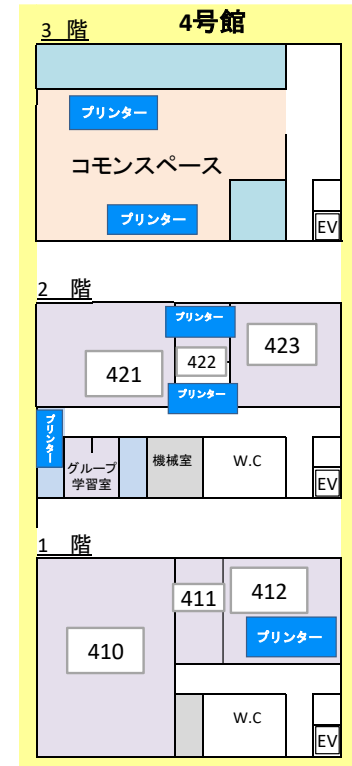 4号館
3 階
プリンター
コモンスペース
プリンター
EV
2 階
プリンター
423
422
421
プリンター
プリンター
グループ
学習室
機械室
W.C
EV
1 階
411
412
プリンター
410
W.C
EV